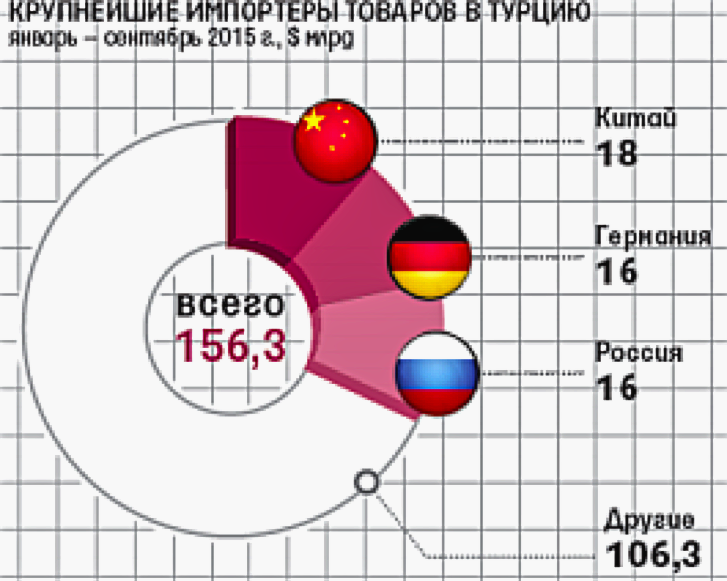 КРУПНЕЙШИЕ ИМПОРТЕРЫ ТОВАРОВ В ТУРЦИЮ
январь – сентябрь 2015 г., $ млрд
Китай
18
Германия
16
всего
156,3
Россия
16
Другие
106,3